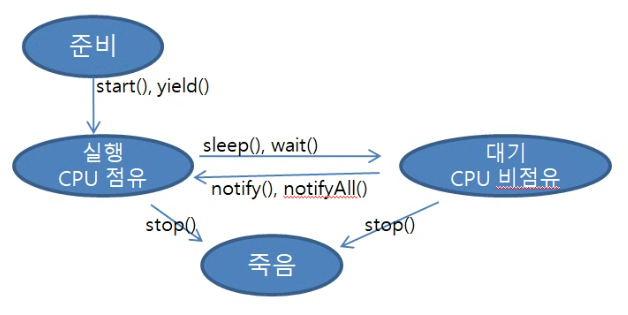 준비
start(), yield()
실행
CPU 점유
sleep(), wait()
notify(), notifyAll()
대기
CPU 비점유
stop()
stop()
죽음